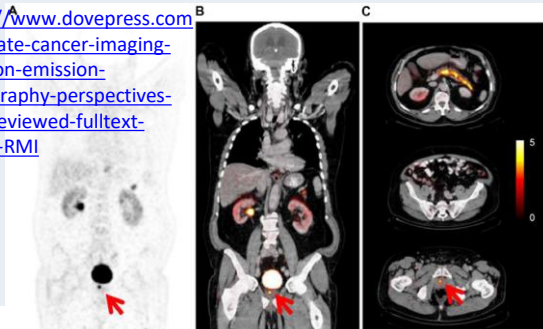 //www.dovepress.com
ate-cancer-imaging-
on-emission-
raphy-perspectives-
eviewed-fulltext-
-RMI
A
B
C
5
0